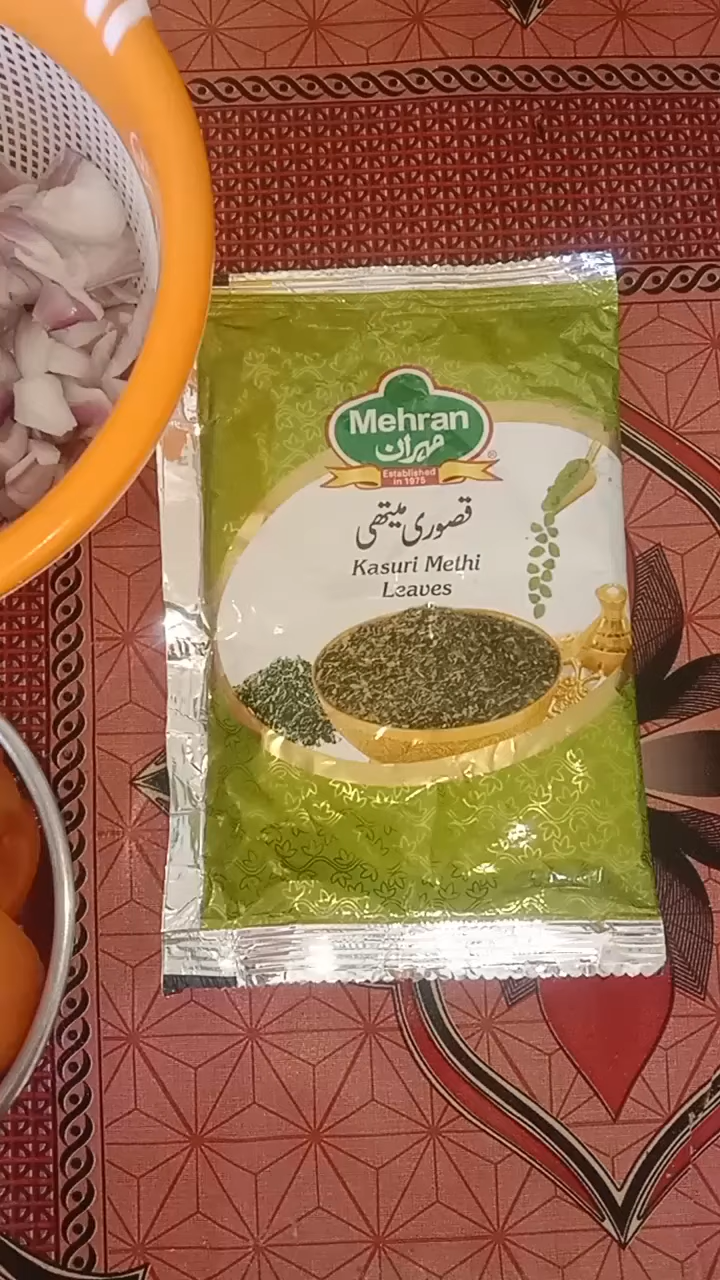 Mehran
مہران
Established
in 1975
قصوری میتھی
Kasuri Methi
Leaves